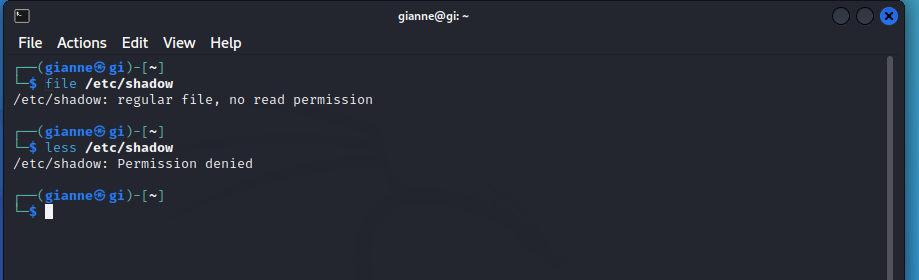 gianne@gi: ~
File Actions Edit View Help
┌──(gianne㉿gi)-[~]
└─$ file /etc/shadow
/etc/shadow: regular file, no read permission
┌──(gianne㉿gi)-[~]
└─$ less /etc/shadow
/etc/shadow: Permission denied
┌──(gianne㉿gi)-[~]
└─$